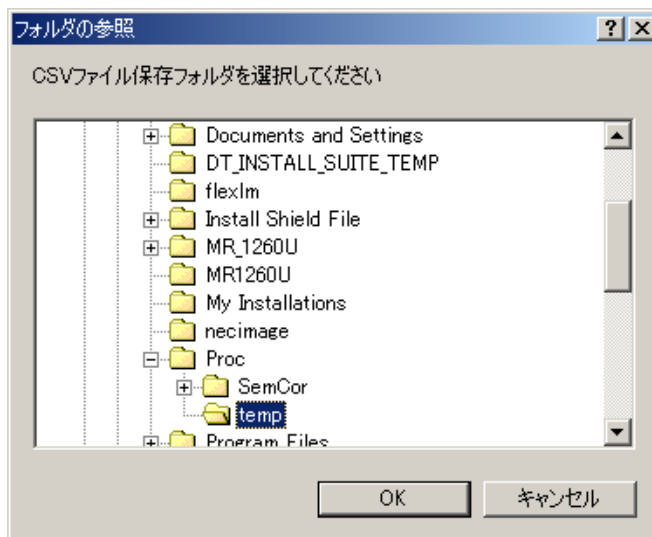 フォルダの参照
CSVファイル保存フォルダを選択してください
Documents and Settings
DT_INSTALL_SUITE_TEMP
flexlm
Install Shield File
MR_1260U
MR1260U
My Installations
necimage
Proc
SemCor
temp
Program Files
OK
キャンセル